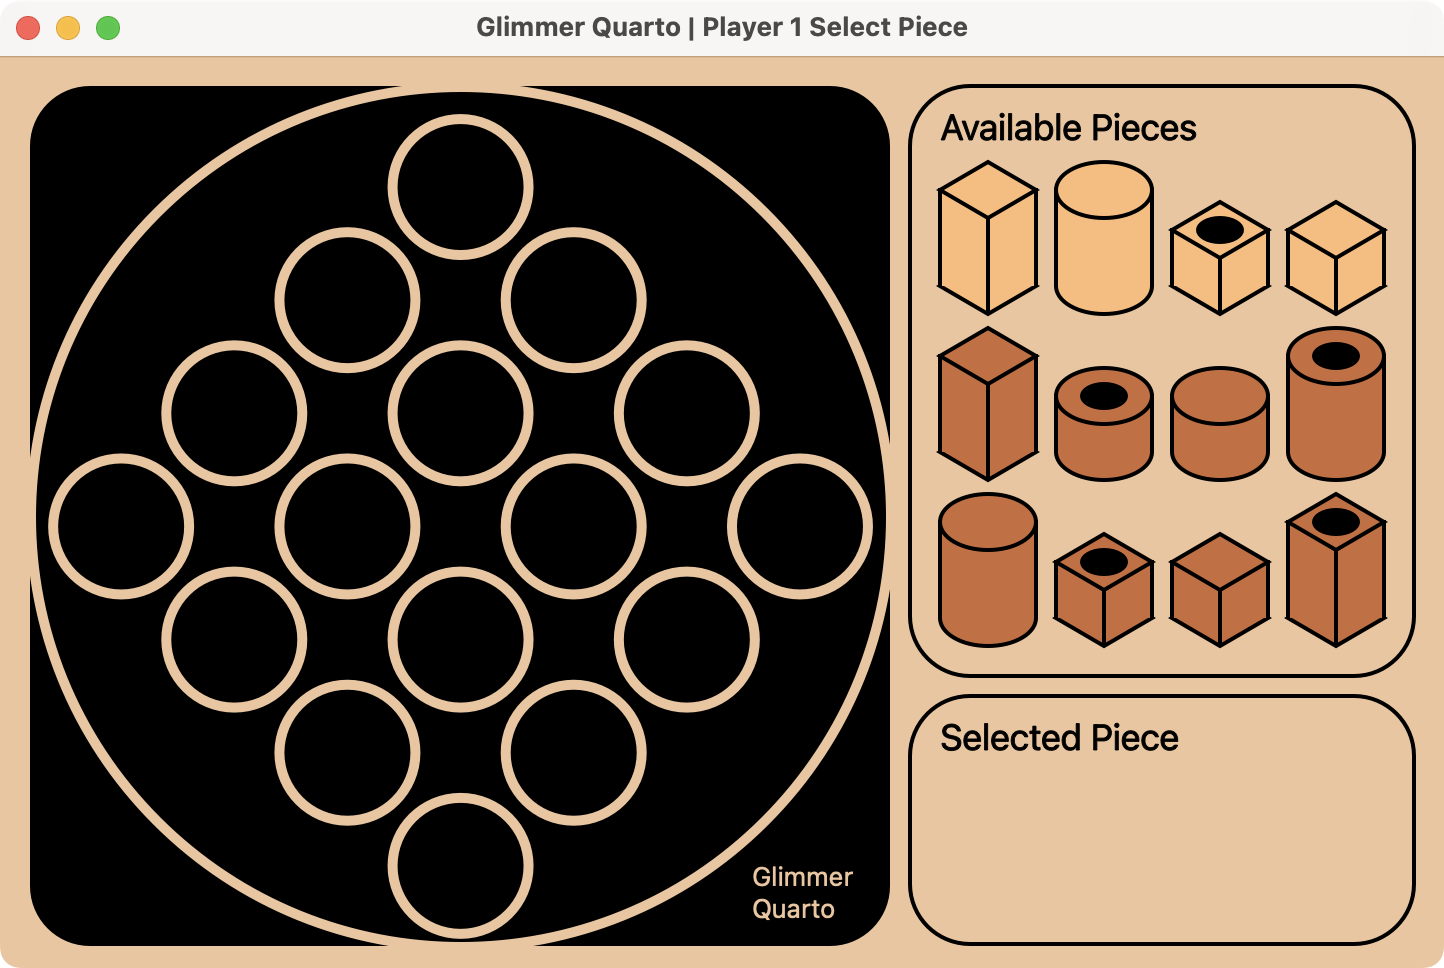 Glimmer Quarto | Player 1 Select Piece
Available Pieces
Selected Piece
Glimmer
Quarto